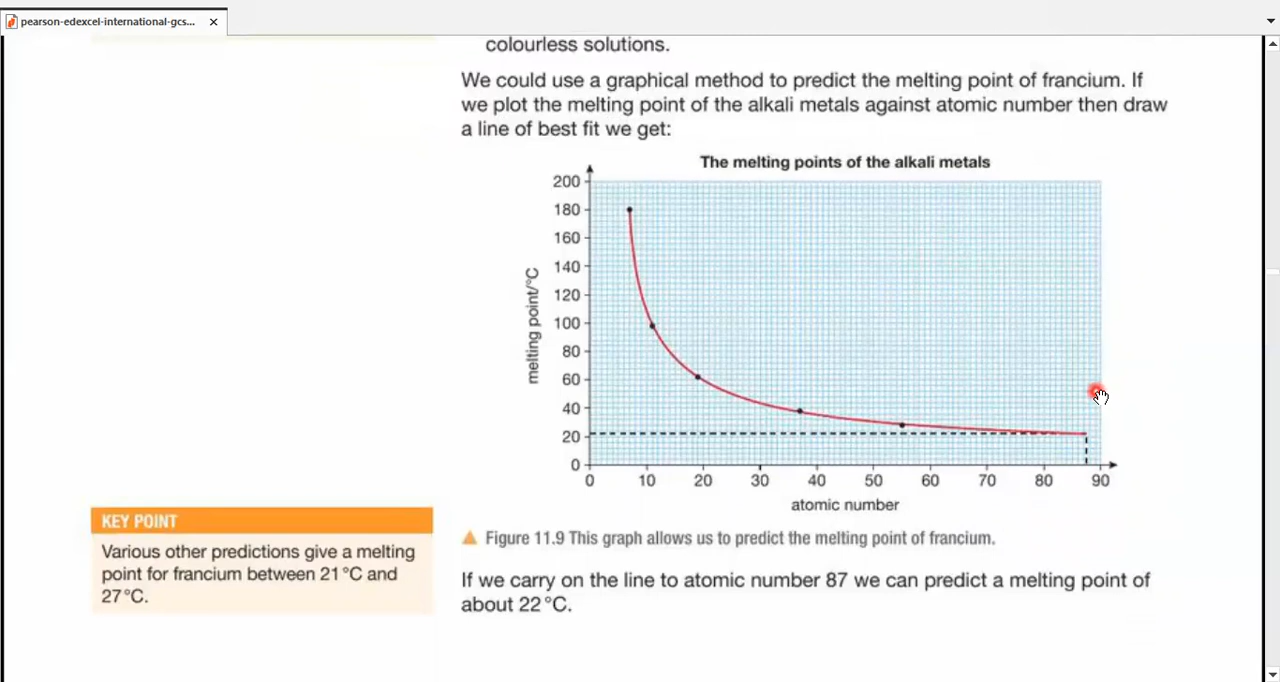 pearson-edexcel-international-gcs...
colourless solutions.
We could use a graphical method to predict the melting point of francium. If
we plot the melting point of the alkali metals against atomic number then draw
a line of best fit we get:
The melting points of the alkali metals
200
180
160
140
120
100
80
60
40
20
0
melting point/°C
0 10 20 30 40 50 60 70 80 90
atomic number
Figure 11.9 This graph allows us to predict the melting point of francium.
KEY POINT
Various other predictions give a melting
point for francium between 21 °C and
27 °C.
If we carry on the line to atomic number 87 we can predict a melting point of
about 22 °C.